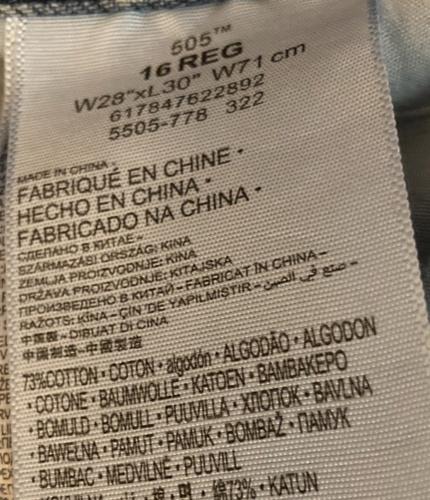 505™
16 REG
W28"xL30" W71 cm
617847622892
5505-778 322
MADE IN CHINA -
FABRIQUÉ EN CHINE •
HECHO EN CHINA •
FABRICADO NA CHINA •
СДЕЛАНО В КИТАЕ -
SZÁRMAZÁSI ORSZÁG: KÍNA
ZEMLJA PROIZVODNJE: KINA
DRŽAVA PROIZVODNJE: KITAJSKA
ПРОИЗВЕДЕНО В КИТАЙ - FABRICAT ÎN CHINA -
RAŽOTS: ĶĪNA - ÇİN'DE YAPILMIŞTIR - صنع في الصين -
中国製 - DIBUAT DI CINA
中国制造 - 中國製造
73%COTTON • COTON • algodón • ALGODÃO • ALGODON
• COTONE • BAUMWOLLE • KATOEN • ΒΑΜΒΑΚΕΡΟ
• BOMULD • BOMULL • PUUVILLA • ХЛОПОК • BAVLNA
• BAWEŁNA • PAMUT • PAMUK • BOMBAŽ • ПАМУК
• BUMBAC • MEDVILNĖ • PUUVILL
綿73% • KATUN